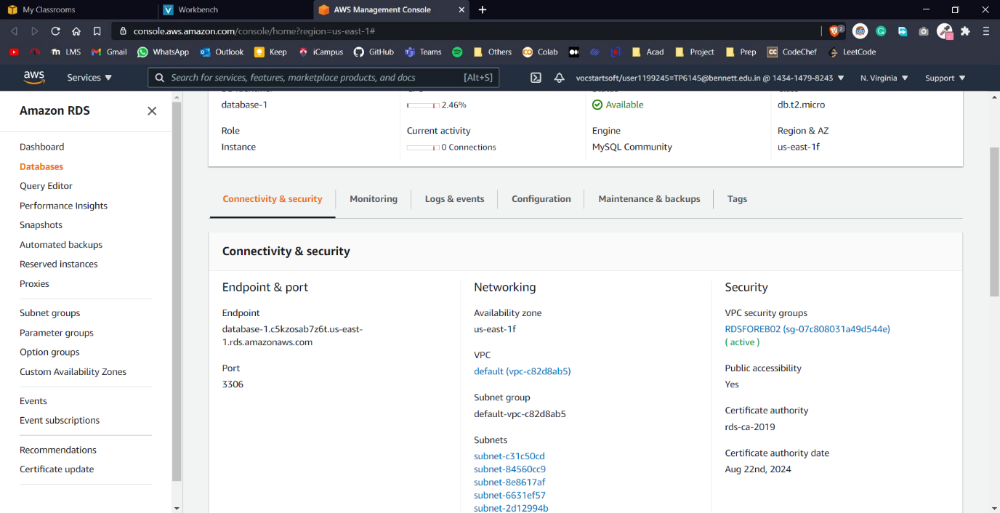 My Classrooms
Workbench
AWS Management Console
console.aws.amazon.com/console/home?region=us-east-1#
2
LMS
Gmail
WhatsApp
Outlook
Keep
iCampus
GitHub
Teams
Others
Colab
Acad
Project
Prep
CC CodeChef
LeetCode
aws
Services
Search for services, features, marketplace products, and docs [Alt+S]
vocstartsoft/user1199245=TP6145@bennett.edu.in @ 1434-1479-8243
N. Virginia
Support
Amazon RDS
Dashboard
Databases
Query Editor
Performance Insights
Snapshots
Automated backups
Reserved instances
Proxies
Subnet groups
Parameter groups
Option groups
Custom Availability Zones
Events
Event subscriptions
Recommendations
Certificate update
database-1
2.46%
Available
db.t2.micro
Role
Current activity
Engine
Region & AZ
Instance
0 Connections
MySQL Community
us-east-1f
Connectivity & security
Monitoring
Logs & events
Configuration
Maintenance & backups
Tags
Connectivity & security
Endpoint & port
Endpoint
database-1.c5kzosab7z6t.us-east-
1.rds.amazonaws.com
Port
3306
Networking
Availability zone
us-east-1f
VPC
default (vpc-c82d8ab5)
Subnet group
default-vpc-c82d8ab5
Subnets
subnet-c31c50cd
subnet-84560cc9
subnet-8e8617af
subnet-6631ef57
subnet-2d12994b
Security
VPC security groups
RDSFOREB02 (sg-07c808031a49d544e)
( active )
Public accessibility
Yes
Certificate authority
rds-ca-2019
Certificate authority date
Aug 22nd, 2024